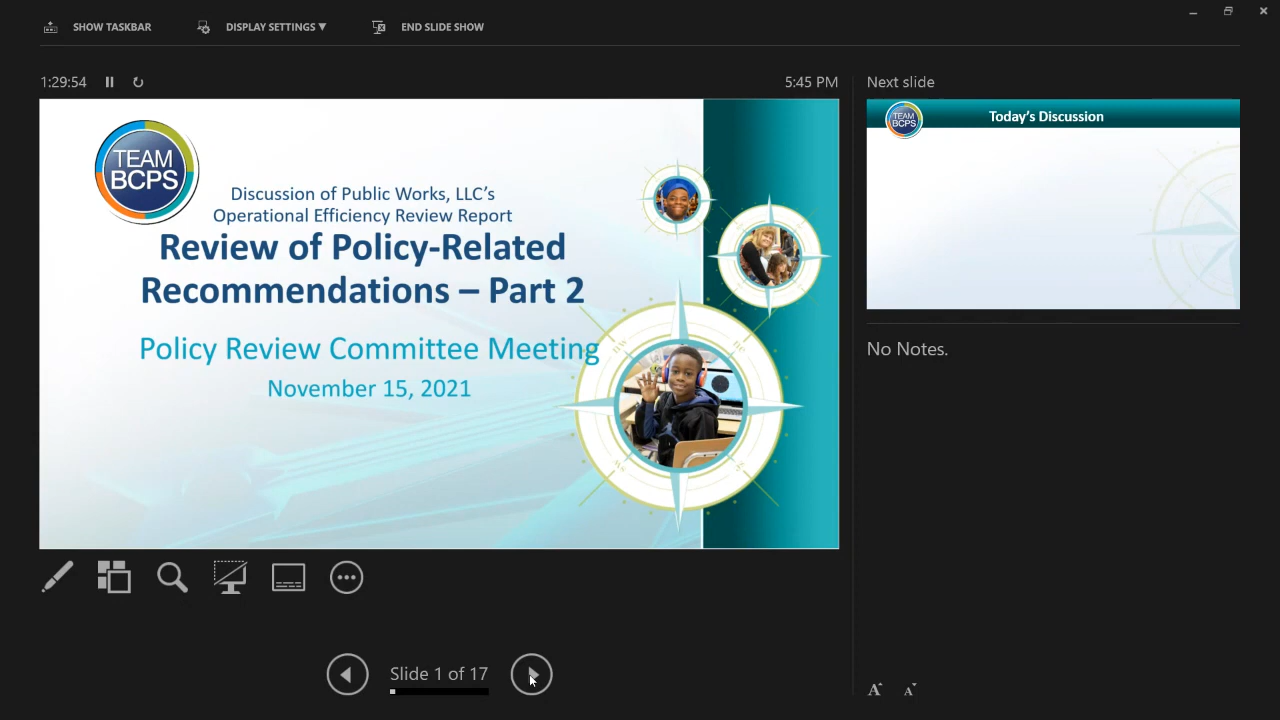 SHOW TASKBAR
DISPLAY SETTINGS ▼
END SLIDE SHOW
1:29:54
5:45 PM
TEAM
BCPS
Discussion of Public Works, LLC's
Operational Efficiency Review Report
Review of Policy-Related
Recommendations – Part 2
Policy Review Committee Meeting
November 15, 2021
Next slide
TEAM
BCPS
Today's Discussion
No Notes.
Slide 1 of 17
A
A